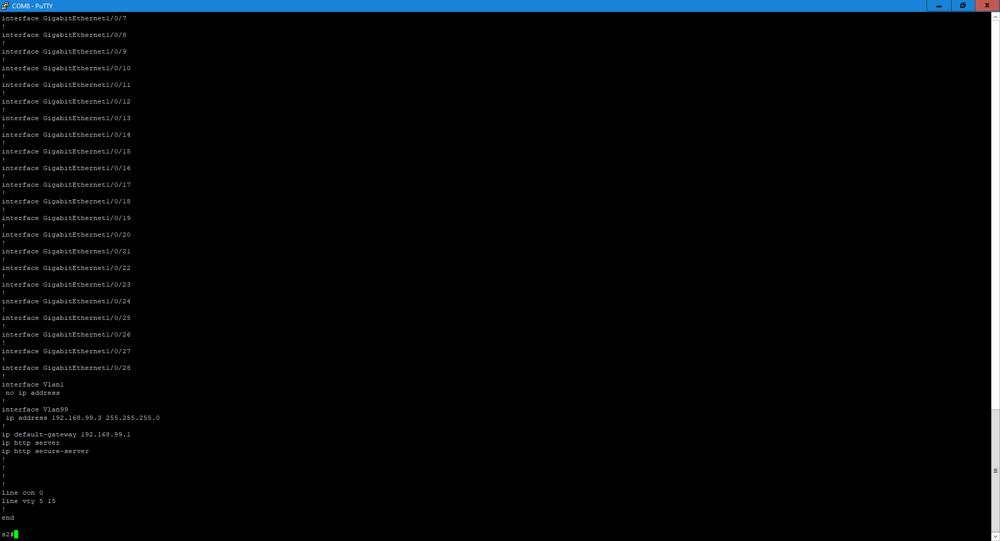 COM8 - PuTTY
interface GigabitEthernet1/0/7
!
interface GigabitEthernet1/0/8
!
interface GigabitEthernet1/0/9
!
interface GigabitEthernet1/0/10
!
interface GigabitEthernet1/0/11
!
interface GigabitEthernet1/0/12
!
interface GigabitEthernet1/0/13
!
interface GigabitEthernet1/0/14
!
interface GigabitEthernet1/0/15
!
interface GigabitEthernet1/0/16
!
interface GigabitEthernet1/0/17
!
interface GigabitEthernet1/0/18
!
interface GigabitEthernet1/0/19
!
interface GigabitEthernet1/0/20
!
interface GigabitEthernet1/0/21
!
interface GigabitEthernet1/0/22
!
interface GigabitEthernet1/0/23
!
interface GigabitEthernet1/0/24
!
interface GigabitEthernet1/0/25
!
interface GigabitEthernet1/0/26
!
interface GigabitEthernet1/0/27
!
interface GigabitEthernet1/0/28
!
interface Vlan1
 no ip address
!
interface Vlan99
 ip address 192.168.99.3 255.255.255.0
!
ip default-gateway 192.168.99.1
ip http server
ip http secure-server
!
!
!
!
line con 0
line vty 5 15
!
end
s2#